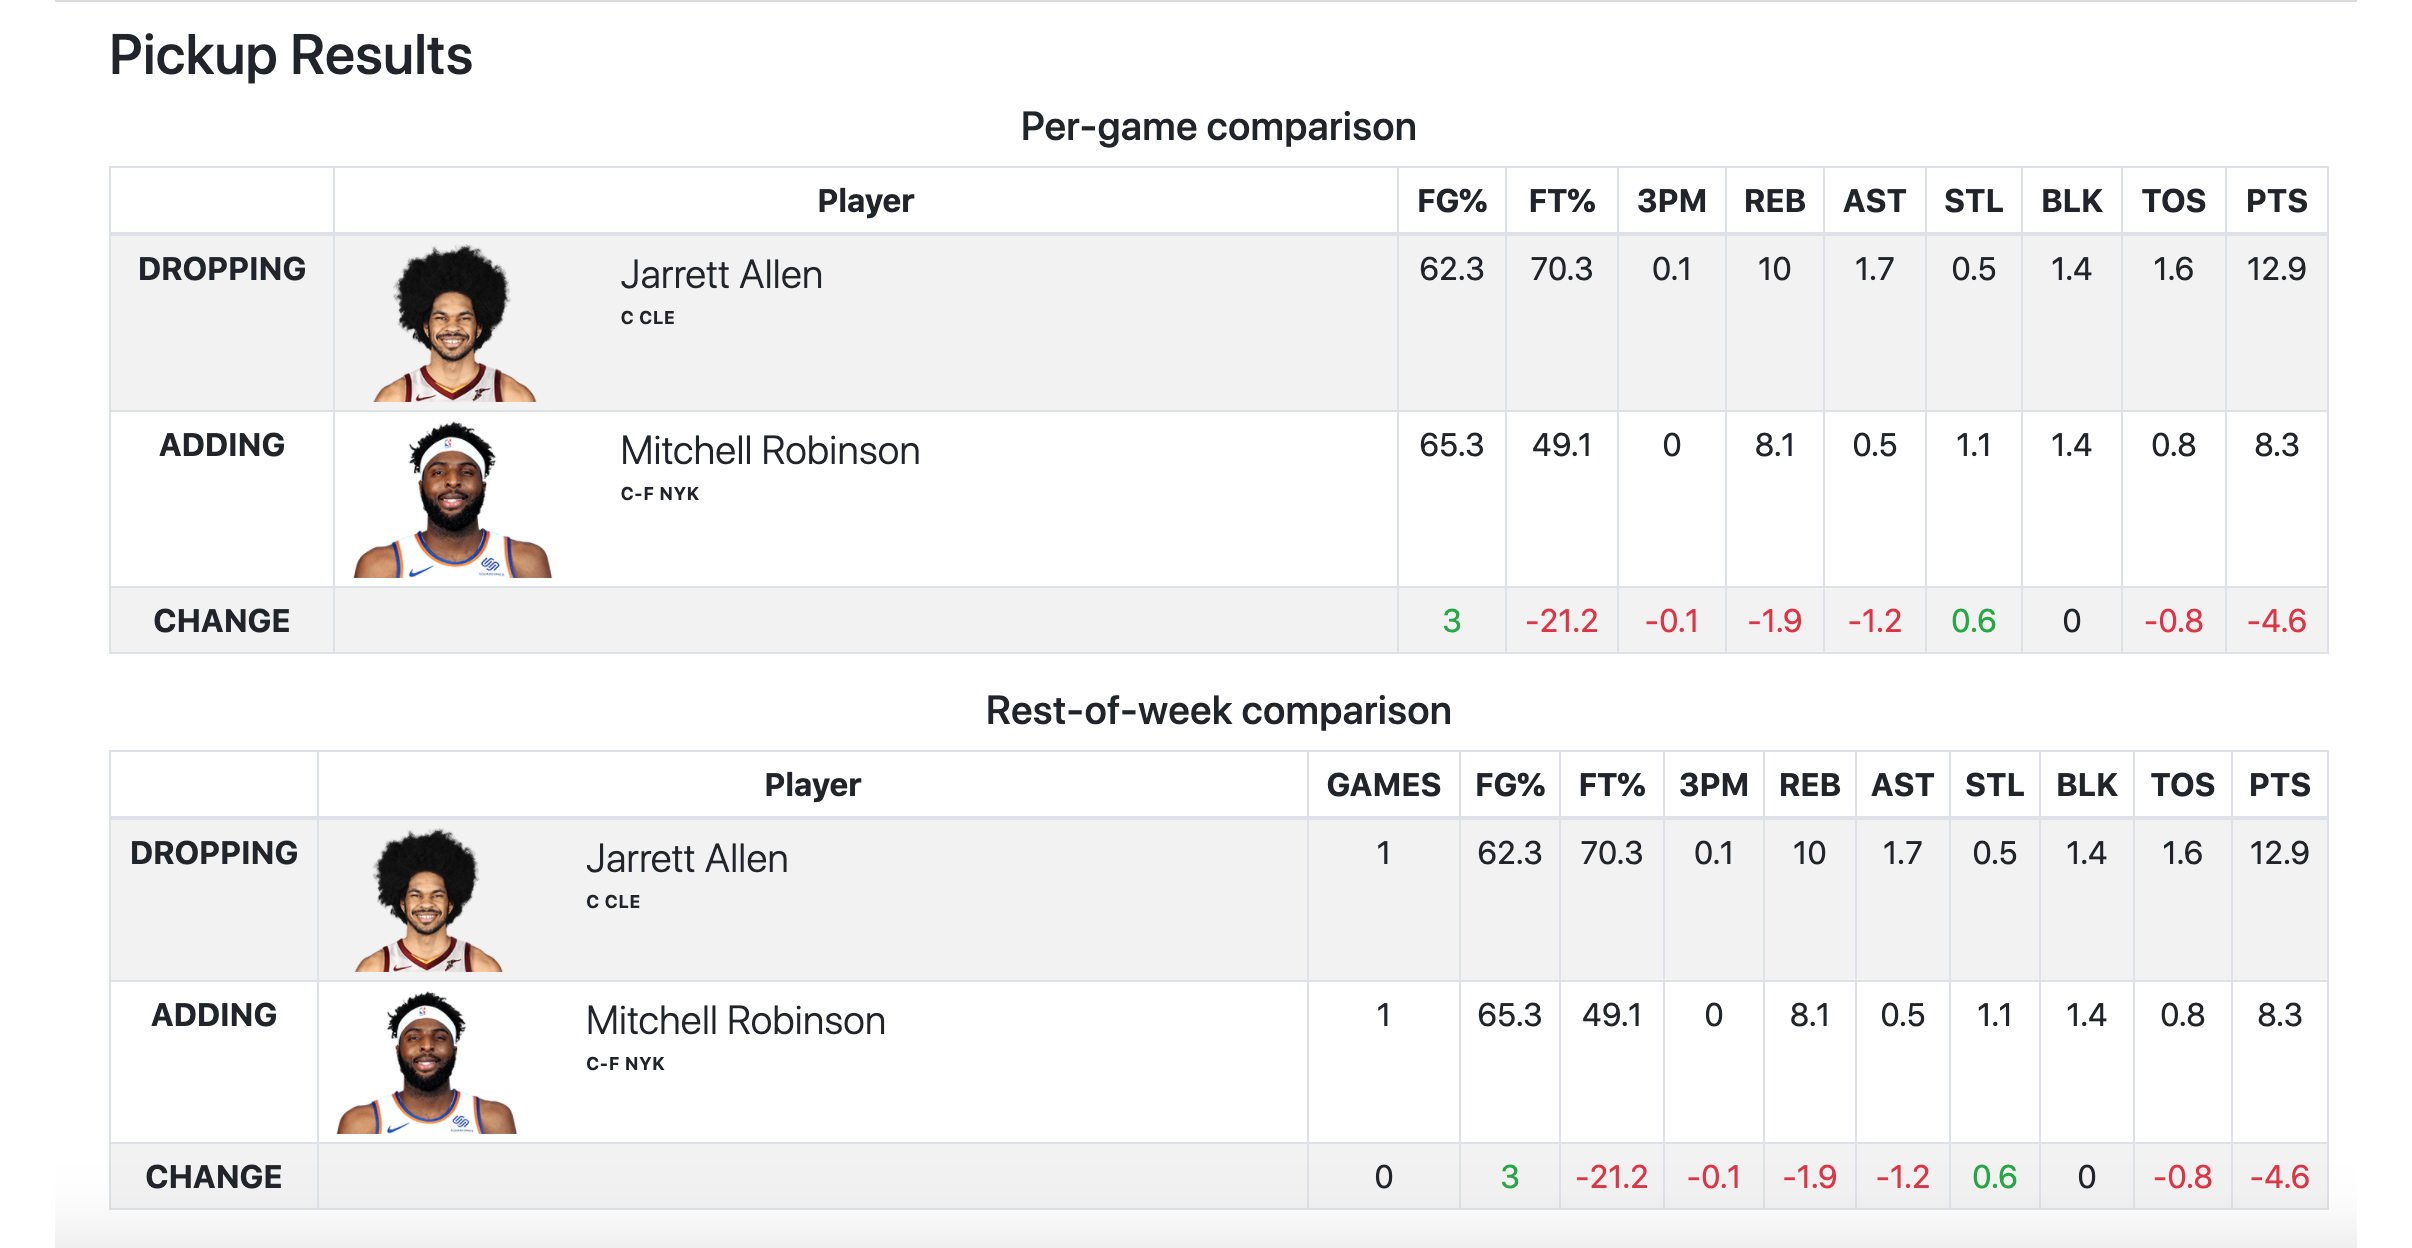 Pickup Results
Per-game comparison
Player FG% FT% 3PM REB AST STL BLK TOS PTS
DROPPING Jarrett Allen 62.3 70.3 0.1 10 1.7 0.5 1.4 1.6 12.9
C CLE
ADDING Mitchell Robinson 65.3 49.1 0 8.1 0.5 1.1 1.4 0.8 8.3
C-F NYK
CHANGE 3 -21.2 -0.1 -1.9 -1.2 0.6 0 -0.8 -4.6
Rest-of-week comparison
Player GAMES FG% FT% 3PM REB AST STL BLK TOS PTS
DROPPING Jarrett Allen 1 62.3 70.3 0.1 10 1.7 0.5 1.4 1.6 12.9
C CLE
ADDING Mitchell Robinson 1 65.3 49.1 0 8.1 0.5 1.1 1.4 0.8 8.3
C-F NYK
CHANGE 0 3 -21.2 -0.1 -1.9 -1.2 0.6 0 -0.8 -4.6